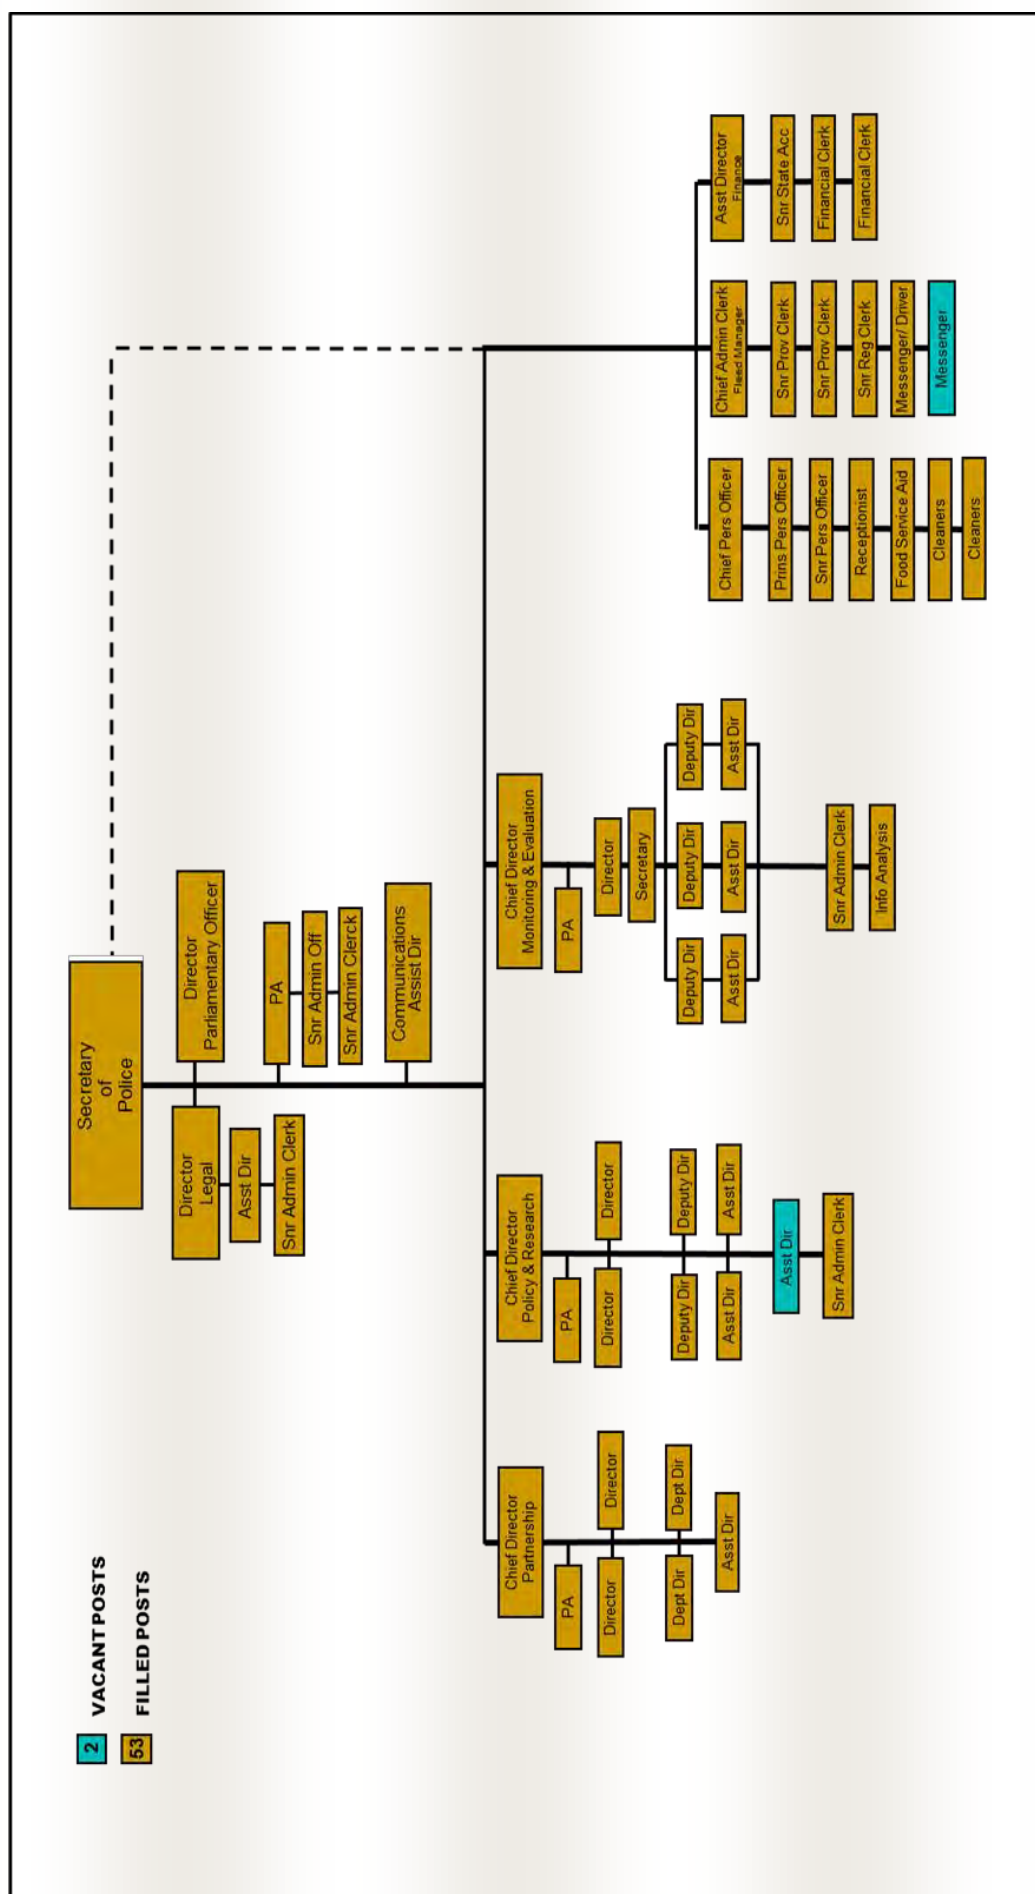 2 VACANT POSTS
53 FILLED POSTS
Secretary
of
Police
Director
Legal
Asst Dir
Snr Admin Clerk
Director
Parliamentary Officer
PA
Snr Admin Off
Snr Admin Clerck
Communications
Assist Dir
Chief Director
Partnership
PA
Director
Director
Dept Dir
Dept Dir
Asst Dir
Chief Director
Policy & Research
PA
Director
Director
Deputy Dir
Deputy Dir
Asst Dir
Asst Dir
Asst Dir
Snr Admin Clerk
Chief Director
Monitoring & Evaluation
PA
Director
Secretary
Deputy Dir
Deputy Dir
Deputy Dir
Asst Dir
Asst Dir
Asst Dir
Snr Admin Clerk
Info Analysis
Chief Pers Officer
Prins Pers Officer
Snr Pers Officer
Receptionist
Food Service Aid
Cleaners
Cleaners
Chief Admin Clerk
Fleed Manager
Snr Prov Clerk
Snr Prov Clerk
Snr Reg Clerk
Messenger/ Driver
Messenger
Asst Director
Finance
Snr State Acc
Financial Clerk
Financial Clerk